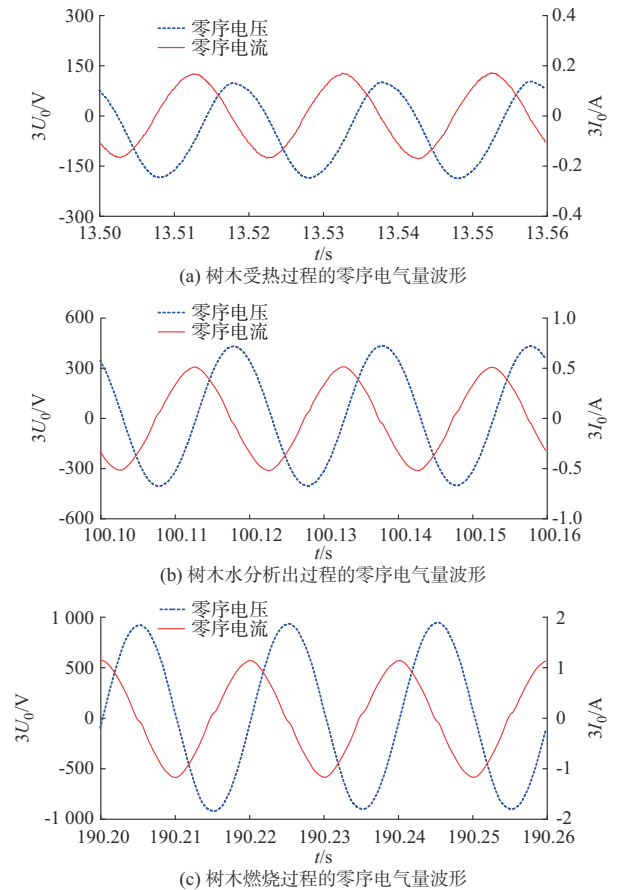 300
150
0
-150
-300
3U₀/V
零序电压
零序电流
0.4
0.2
0
-0.2
-0.4
3I₀/A
13.50 13.51 13.52 13.53 13.54 13.55 13.56
t/s
(a) 树木受热过程的零序电气量波形
600
300
0
-300
-600
3U₀/V
零序电压
零序电流
1.0
0.5
0
-0.5
-1.0
3I₀/A
100.10 100.11 100.12 100.13 100.14 100.15 100.16
t/s
(b) 树木水分析出过程的零序电气量波形
1 000
500
0
-500
-1 000
3U₀/V
零序电压
零序电流
2
1
0
-1
-2
3I₀/A
190.20 190.21 190.22 190.23 190.24 190.25 190.26
t/s
(c) 树木燃烧过程的零序电气量波形